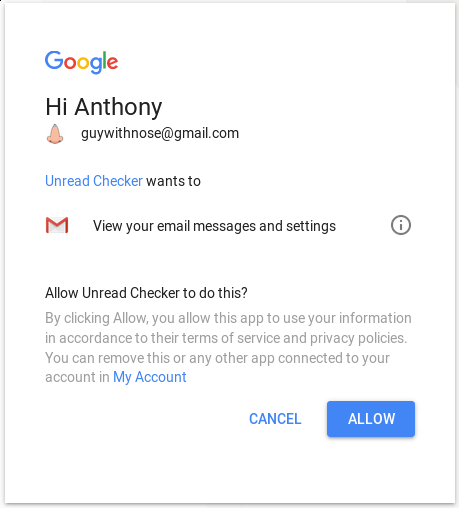 Google
Hi Anthony
guywithnose@gmail.com
Unread Checker wants to
View your email messages and settings
Allow Unread Checker to do this?
By clicking Allow, you allow this app to use your information
in accordance to their terms of service and privacy policies.
You can remove this or any other app connected to your
account in My Account
CANCEL ALLOW